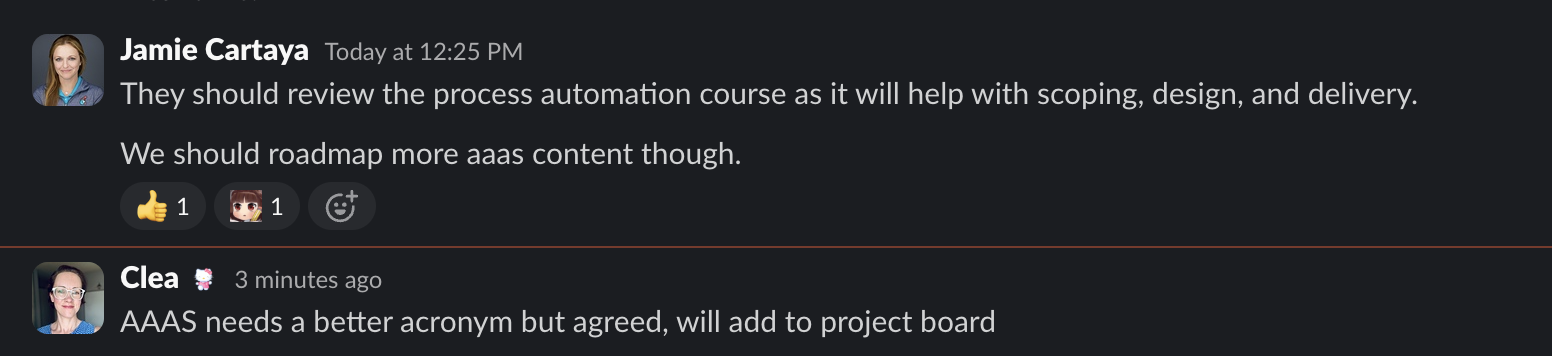 Jamie Cartaya Today at 12:25 PM
They should review the process automation course as it will help with scoping, design, and delivery.
We should roadmap more aaas content though.
1 1
Clea 3 minutes ago
AAAS needs a better acronym but agreed, will add to project board